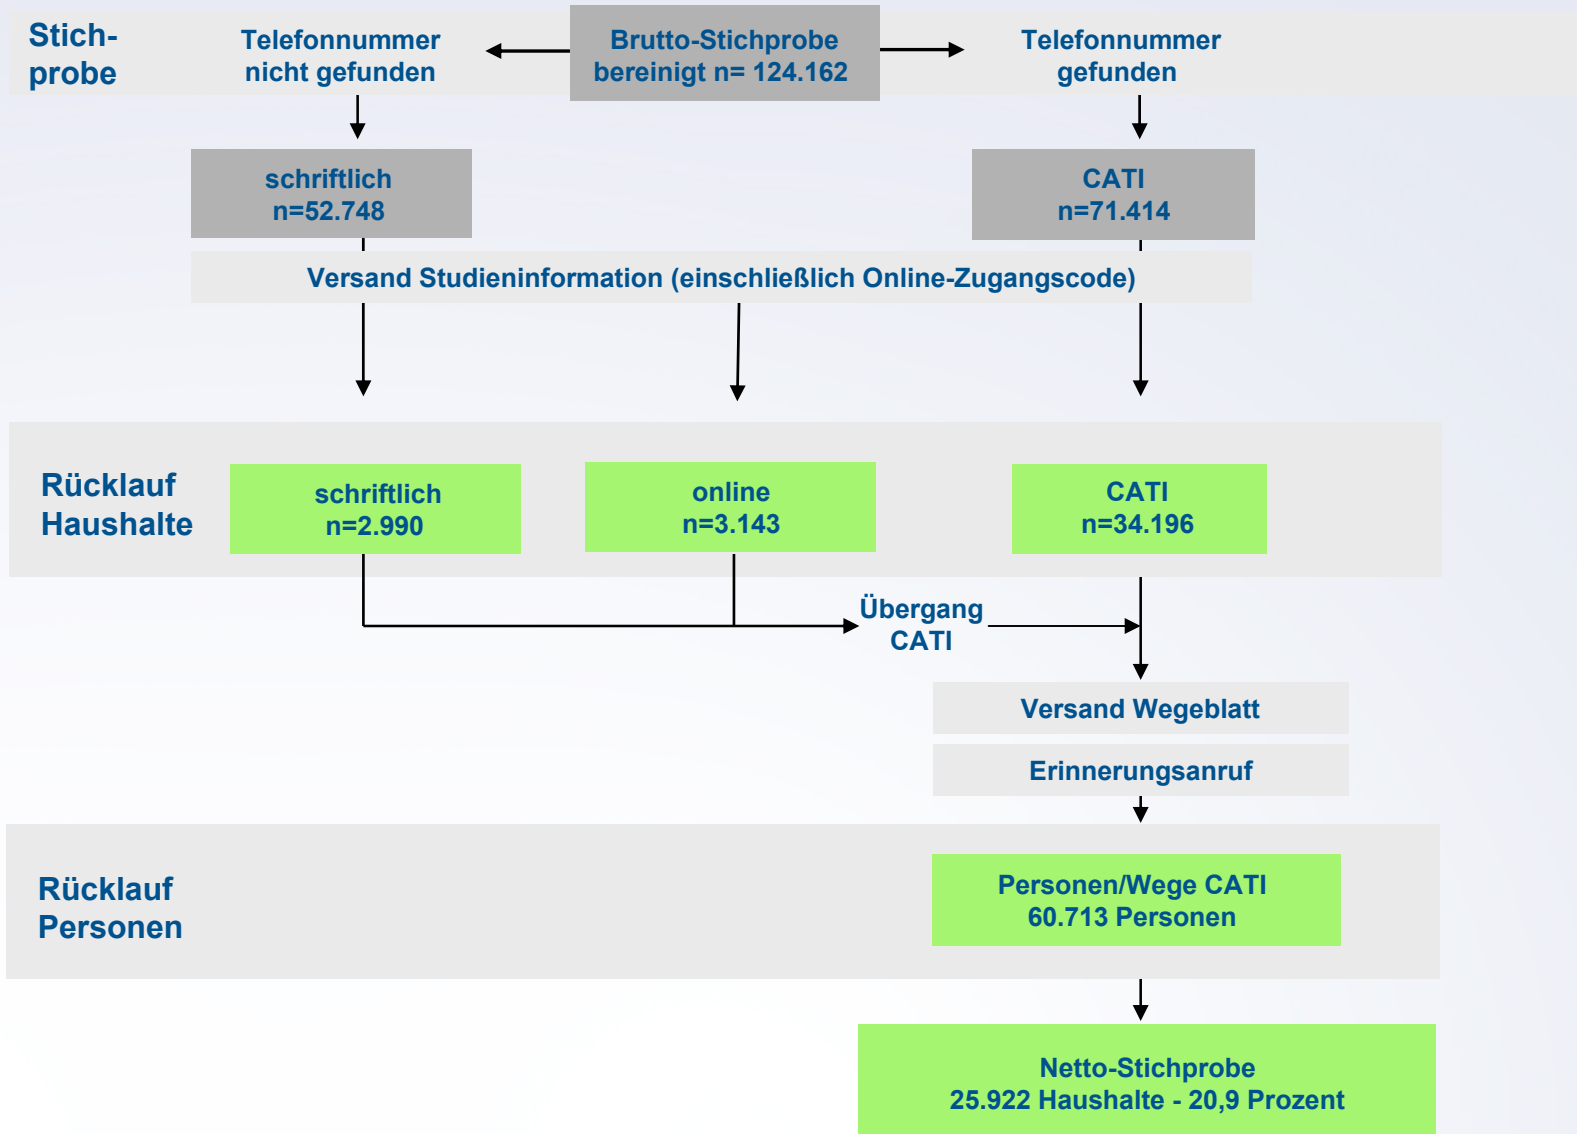 Stich-
probe
Telefonnummer
nicht gefunden
Brutto-Stichprobe
bereinigt n= 124.162
Telefonnummer
gefunden
schriftlich
n=52.748
CATI
n=71.414
Versand Studieninformation (einschließlich Online-Zugangscode)
Rücklauf
Haushalte
schriftlich
n=2.990
online
n=3.143
CATI
n=34.196
Übergang
CATI
Versand Wegeblatt
Erinnerungsanruf
Rücklauf
Personen
Personen/Wege CATI
60.713 Personen
Netto-Stichprobe
25.922 Haushalte - 20,9 Prozent